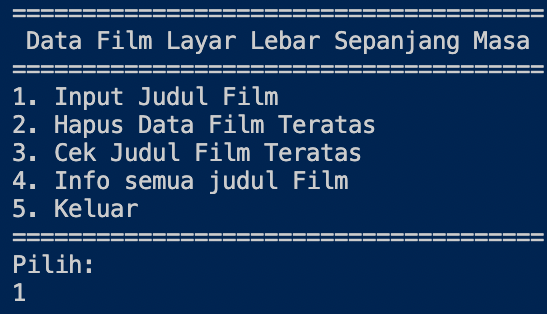 ======================================
Data Film Layar Lebar Sepanjang Masa
======================================
1. Input Judul Film
2. Hapus Data Film Teratas
3. Cek Judul Film Teratas
4. Info semua judul Film
5. Keluar
======================================
Pilih:
1